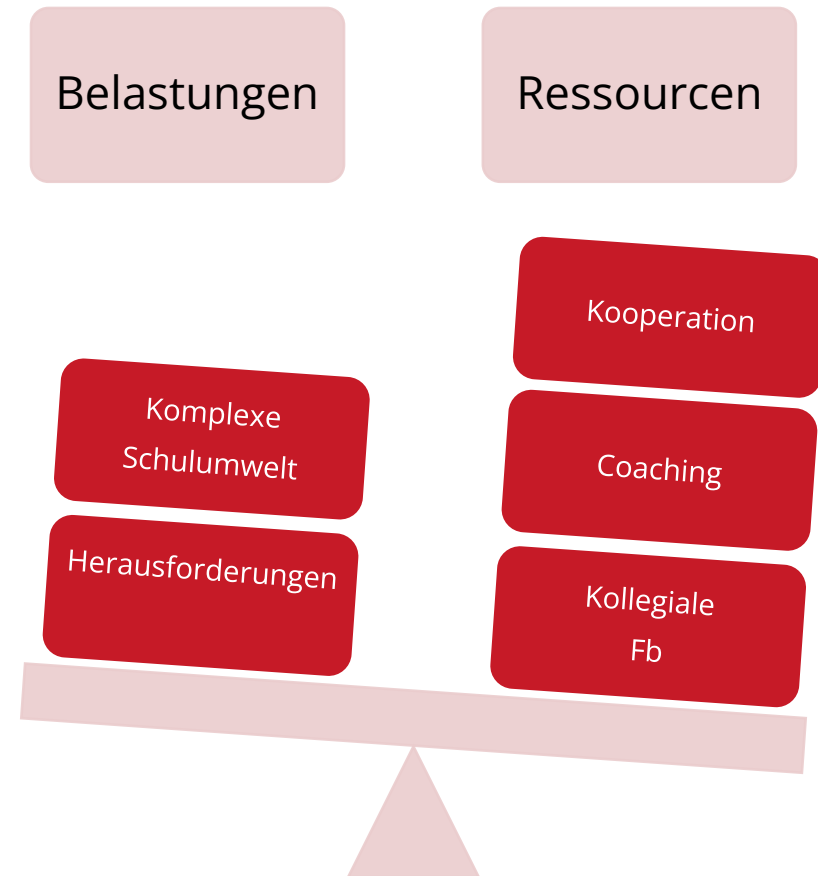 Belastungen
Ressourcen
Kooperation
Komplexe
Schulumwelt
Coaching
Herausforderungen
Kollegiale
Fb